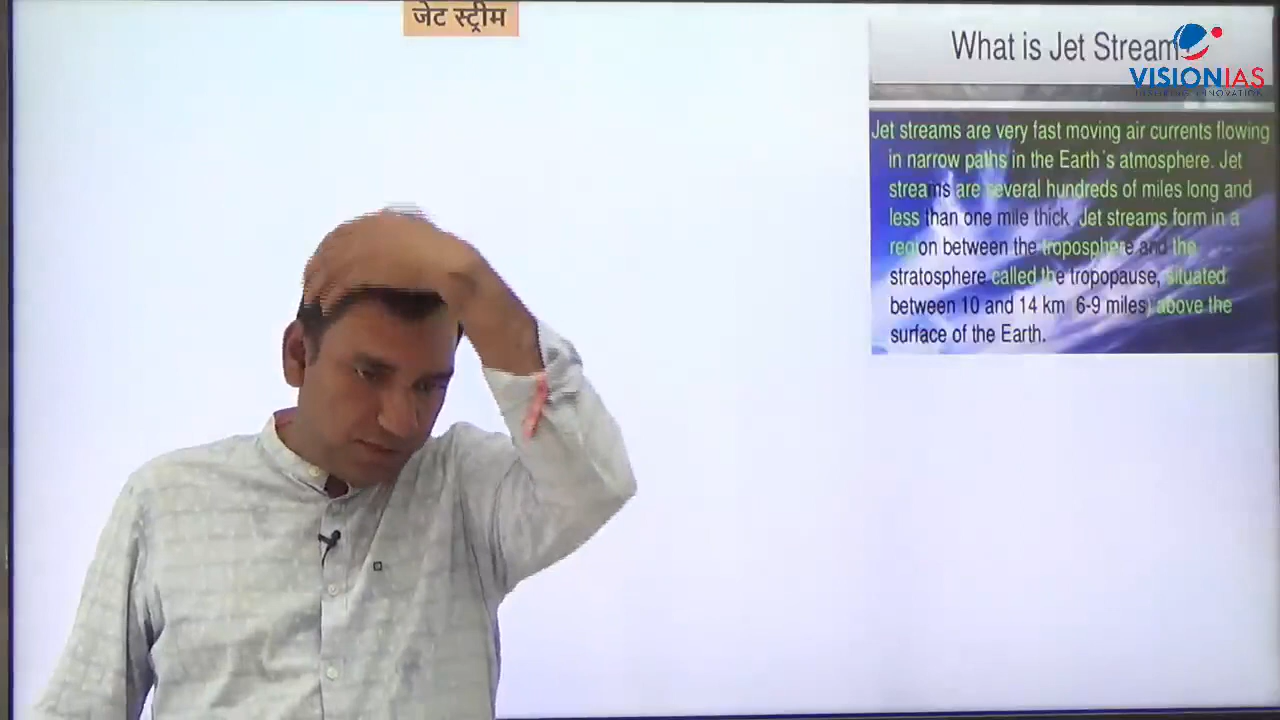 जेट स्ट्रीम
What is Jet Stream
VISIONIAS
Jet streams are very fast moving air currents flowing
in narrow paths in the Earth's atmosphere. Jet
streams are several hundreds of miles long and
less than one mile thick. Jet streams form in a
region between the troposphere and the
stratosphere called the tropopause, situated
between 10 and 14 km 6-9 miles) above the
surface of the Earth.